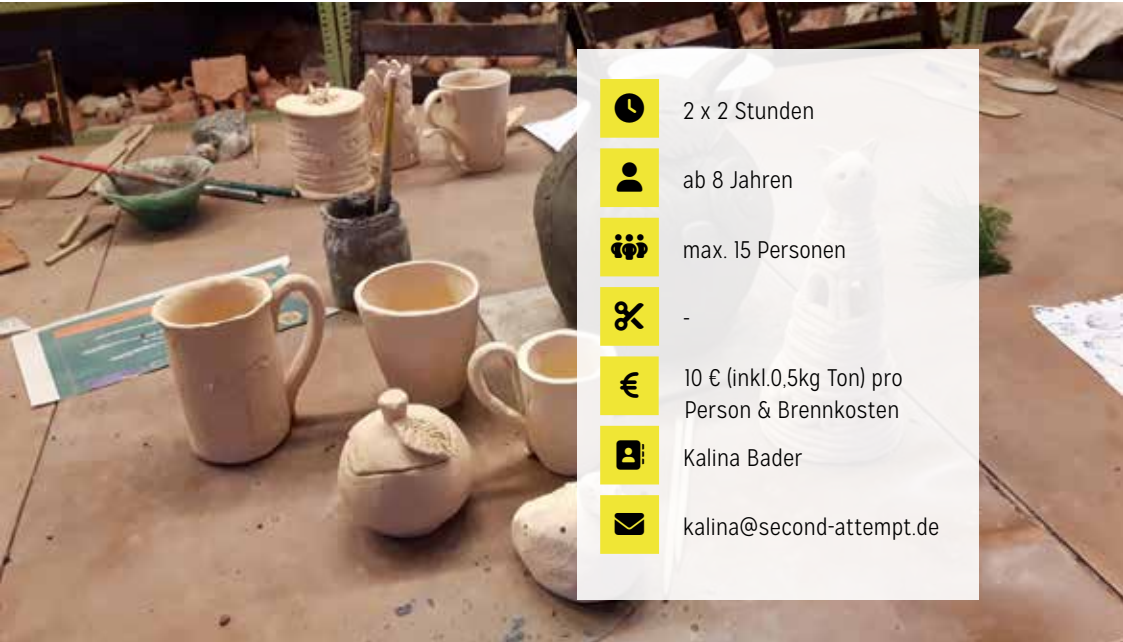 2 x 2 Stunden
ab 8 Jahren
max. 15 Personen
-
€
10 € (inkl.0,5kg Ton) pro
Person & Brennkosten
Kalina Bader
kalina@second-attempt.de